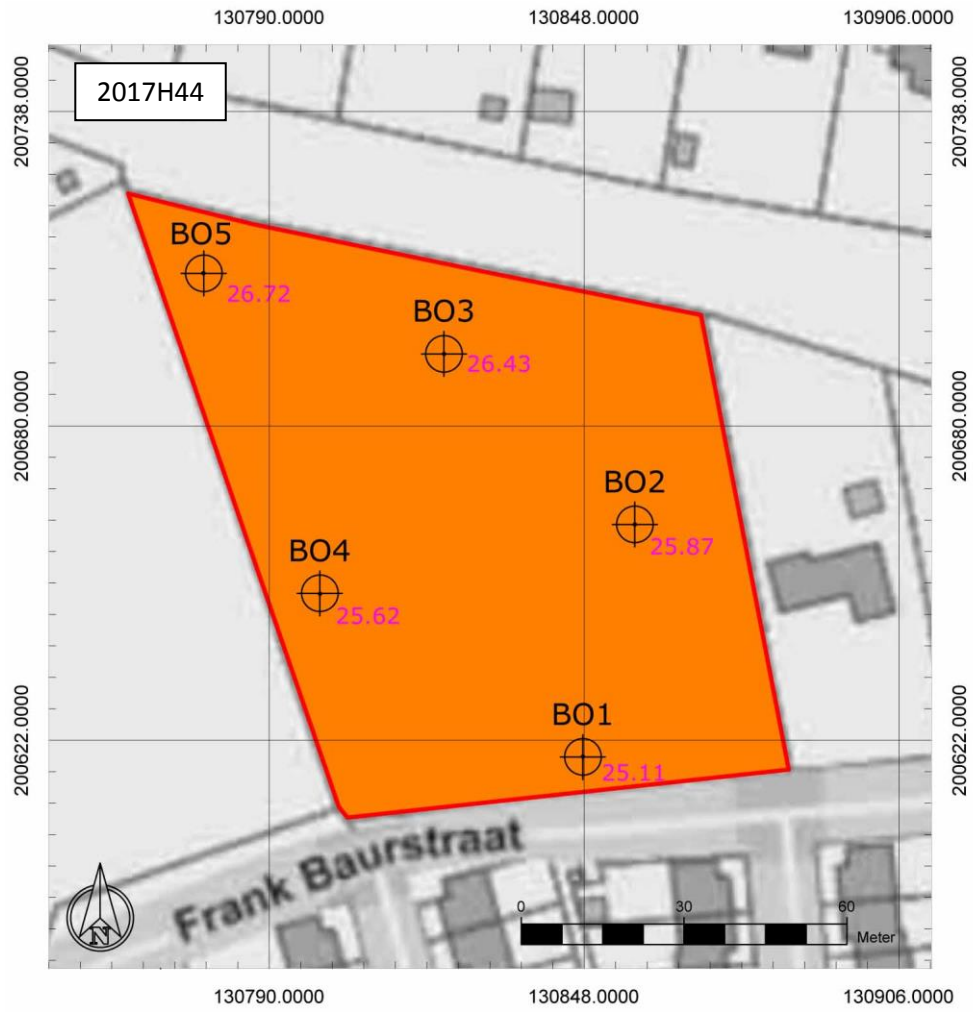 130790.0000 130848.0000 130906.0000
2017H44
200738.0000 200738.0000
BO5
26.72
BO3
26.43
200680.0000 200680.0000
BO2
25.87
BO4
25.62
200622.0000 200622.0000
BO1
25.11
Frank Baurstraat
N
0 30 60
Meter
130790.0000 130848.0000 130906.0000